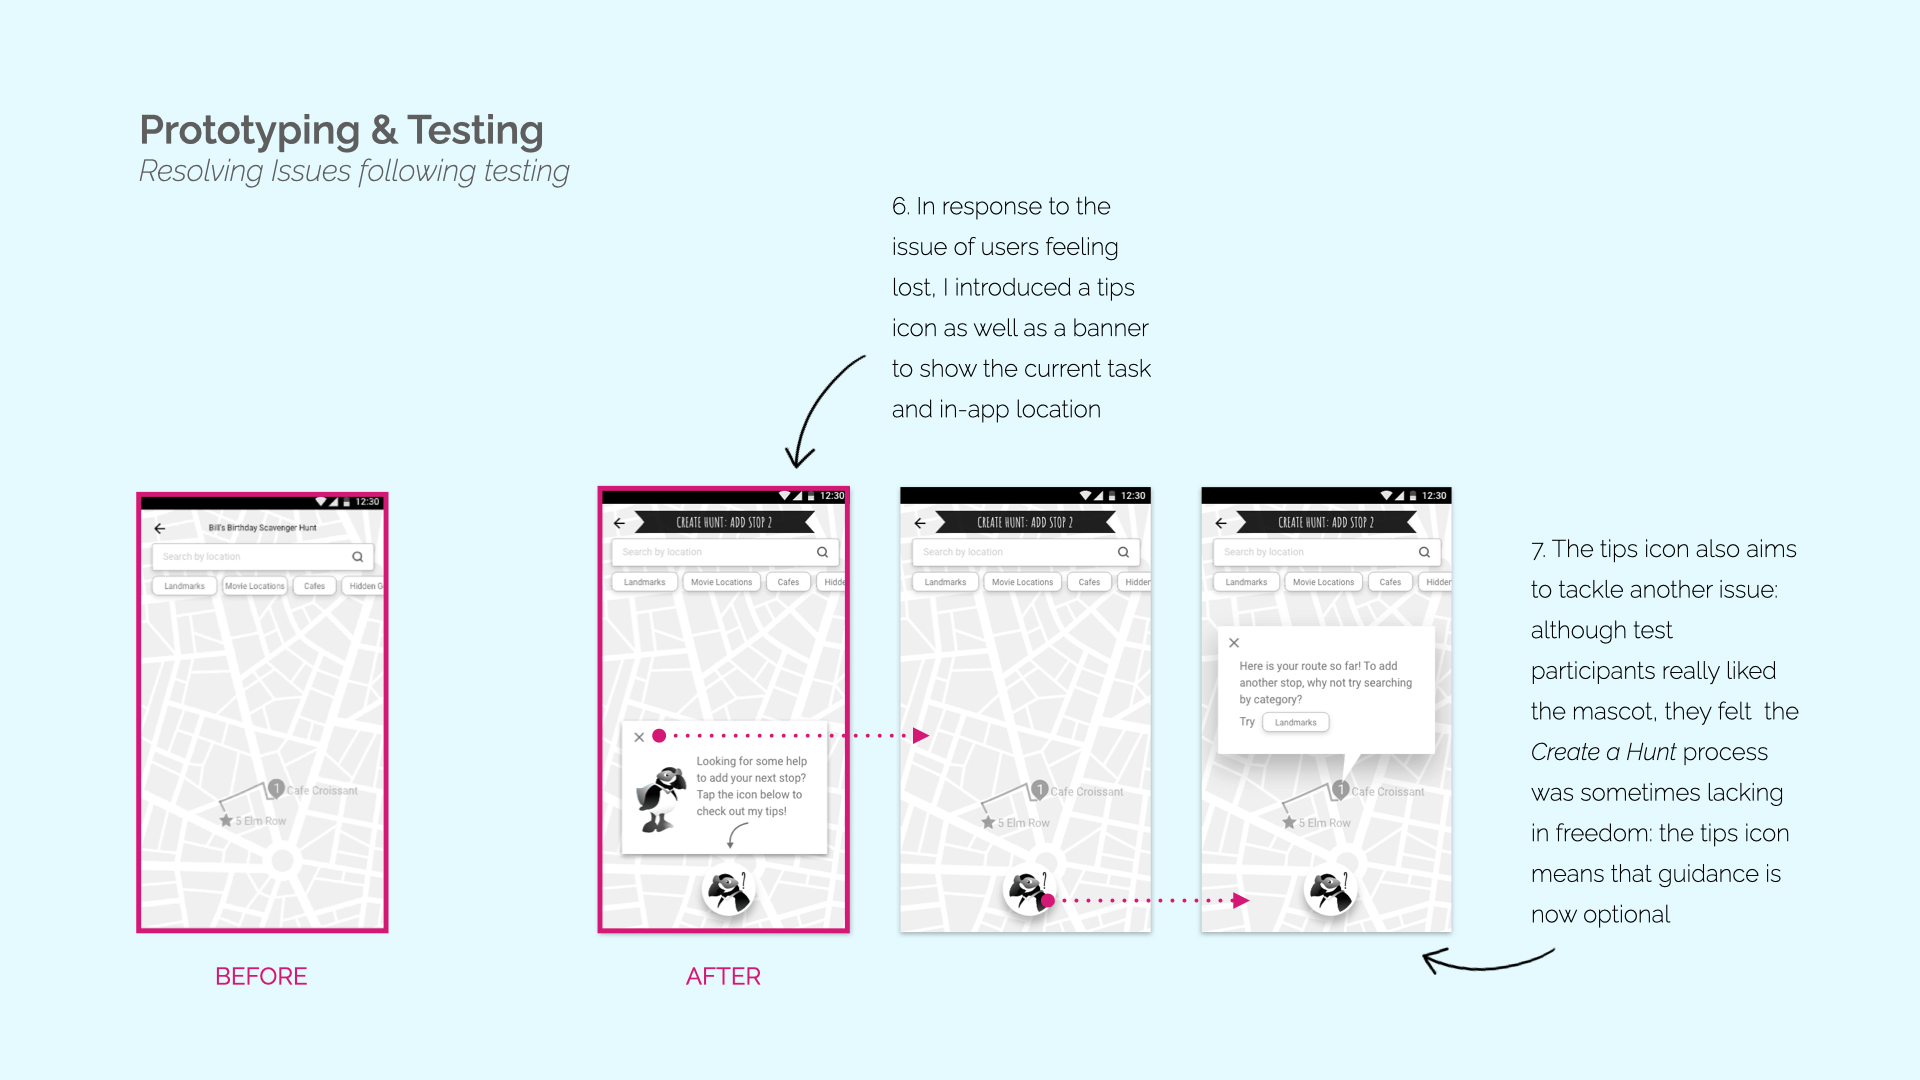 Prototyping & Testing
Resolving Issues following testing
6. In response to the
issue of users feeling
lost, I introduced a tips
icon as well as a banner
to show the current task
and in-app location
12:30
Bill's Birthday Scavenger Hunt
Search by location
Landmarks Movie Locations Cafes Hidden G
1 Cafe Croissant
5 Elm Row
BEFORE
12:30
CREATE HUNT: ADD STOP 2
Search by location
Landmarks Movie Locations Cafes Hidde
Looking for some help
to add your next stop?
Tap the icon below to
check out my tips!
?
AFTER
12:30
CREATE HUNT: ADD STOP 2
Search by location
Landmarks Movie Locations Cafes Hidden
1 Cafe Croissant
5 Elm Row
?
12:30
CREATE HUNT: ADD STOP 2
Search by location
Landmarks Movie Locations Cafes Hidden
Here is your route so far! To add
another stop, why not try searching
by category?
Try Landmarks
1 Cafe Croissant
5 Elm Row
?
7. The tips icon also aims
to tackle another issue:
although test
participants really liked
the mascot, they felt the
Create a Hunt process
was sometimes lacking
in freedom: the tips icon
means that guidance is
now optional